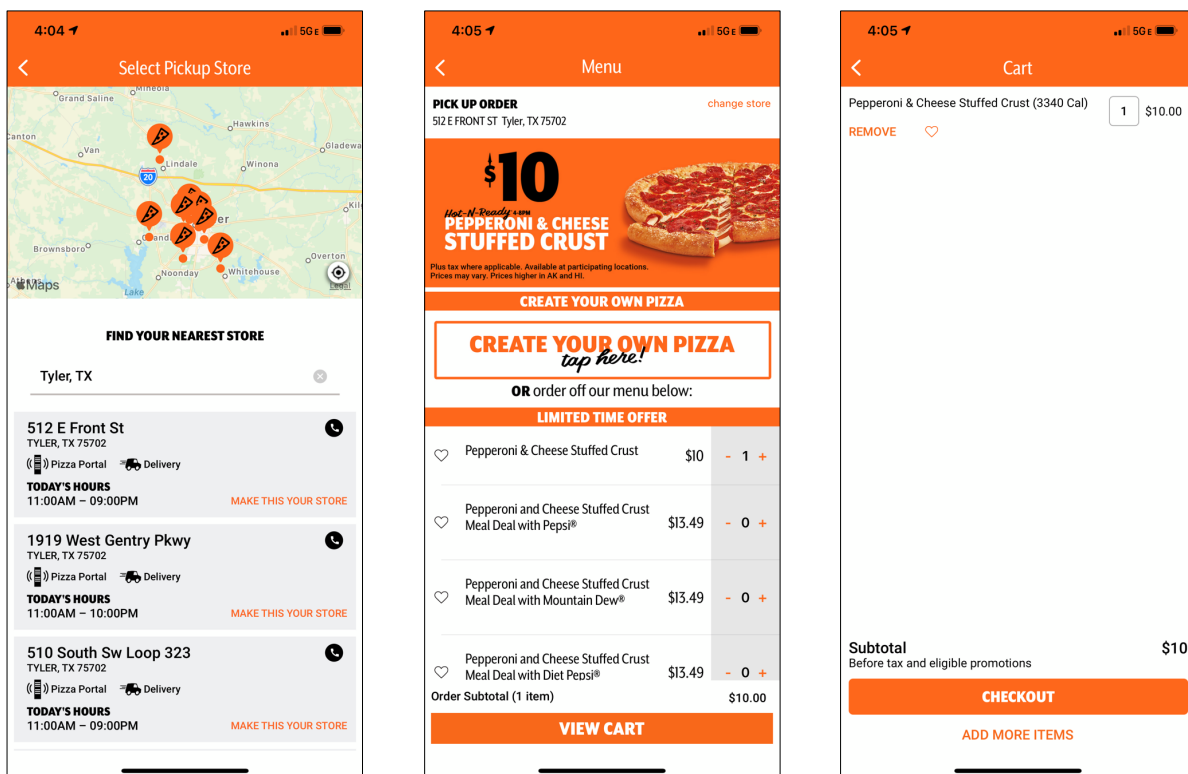 4:04
5G E
Select Pickup Store
Mineola
Grand Saline
Hawkins
Canton
Van
Gladewa
Lindale
Winona
20
er
Kil
Brownsboro
Overton
Noonday
Whitehouse
Maps
Lake
Legal
FIND YOUR NEAREST STORE
Tyler, TX
512 E Front St
TYLER, TX 75702
Pizza Portal Delivery
TODAY'S HOURS
11:00AM – 09:00PM MAKE THIS YOUR STORE
1919 West Gentry Pkwy
TYLER, TX 75702
Pizza Portal Delivery
TODAY'S HOURS
11:00AM – 10:00PM MAKE THIS YOUR STORE
510 South Sw Loop 323
TYLER, TX 75702
Pizza Portal Delivery
TODAY'S HOURS
11:00AM – 09:00PM MAKE THIS YOUR STORE
4:05
5G E
Menu
PICK UP ORDER change store
512 E FRONT ST Tyler, TX 75702
$10
Hot-N-Ready 4-8PM
PEPPERONI & CHEESE
STUFFED CRUST
Plus tax where applicable. Available at participating locations.
Prices may vary. Prices higher in AK and HI.
CREATE YOUR OWN PIZZA
CREATE YOUR OWN PIZZA
tap here!
OR order off our menu below:
LIMITED TIME OFFER
Pepperoni & Cheese Stuffed Crust $10 - 1 +
Pepperoni and Cheese Stuffed Crust
Meal Deal with Pepsi® $13.49 - 0 +
Pepperoni and Cheese Stuffed Crust
Meal Deal with Mountain Dew® $13.49 - 0 +
Pepperoni and Cheese Stuffed Crust
Meal Deal with Diet Pepsi® $13.49 - 0 +
Order Subtotal (1 item) $10.00
VIEW CART
4:05
5G E
Cart
Pepperoni & Cheese Stuffed Crust (3340 Cal) 1 $10.00
REMOVE
Subtotal $10
Before tax and eligible promotions
CHECKOUT
ADD MORE ITEMS